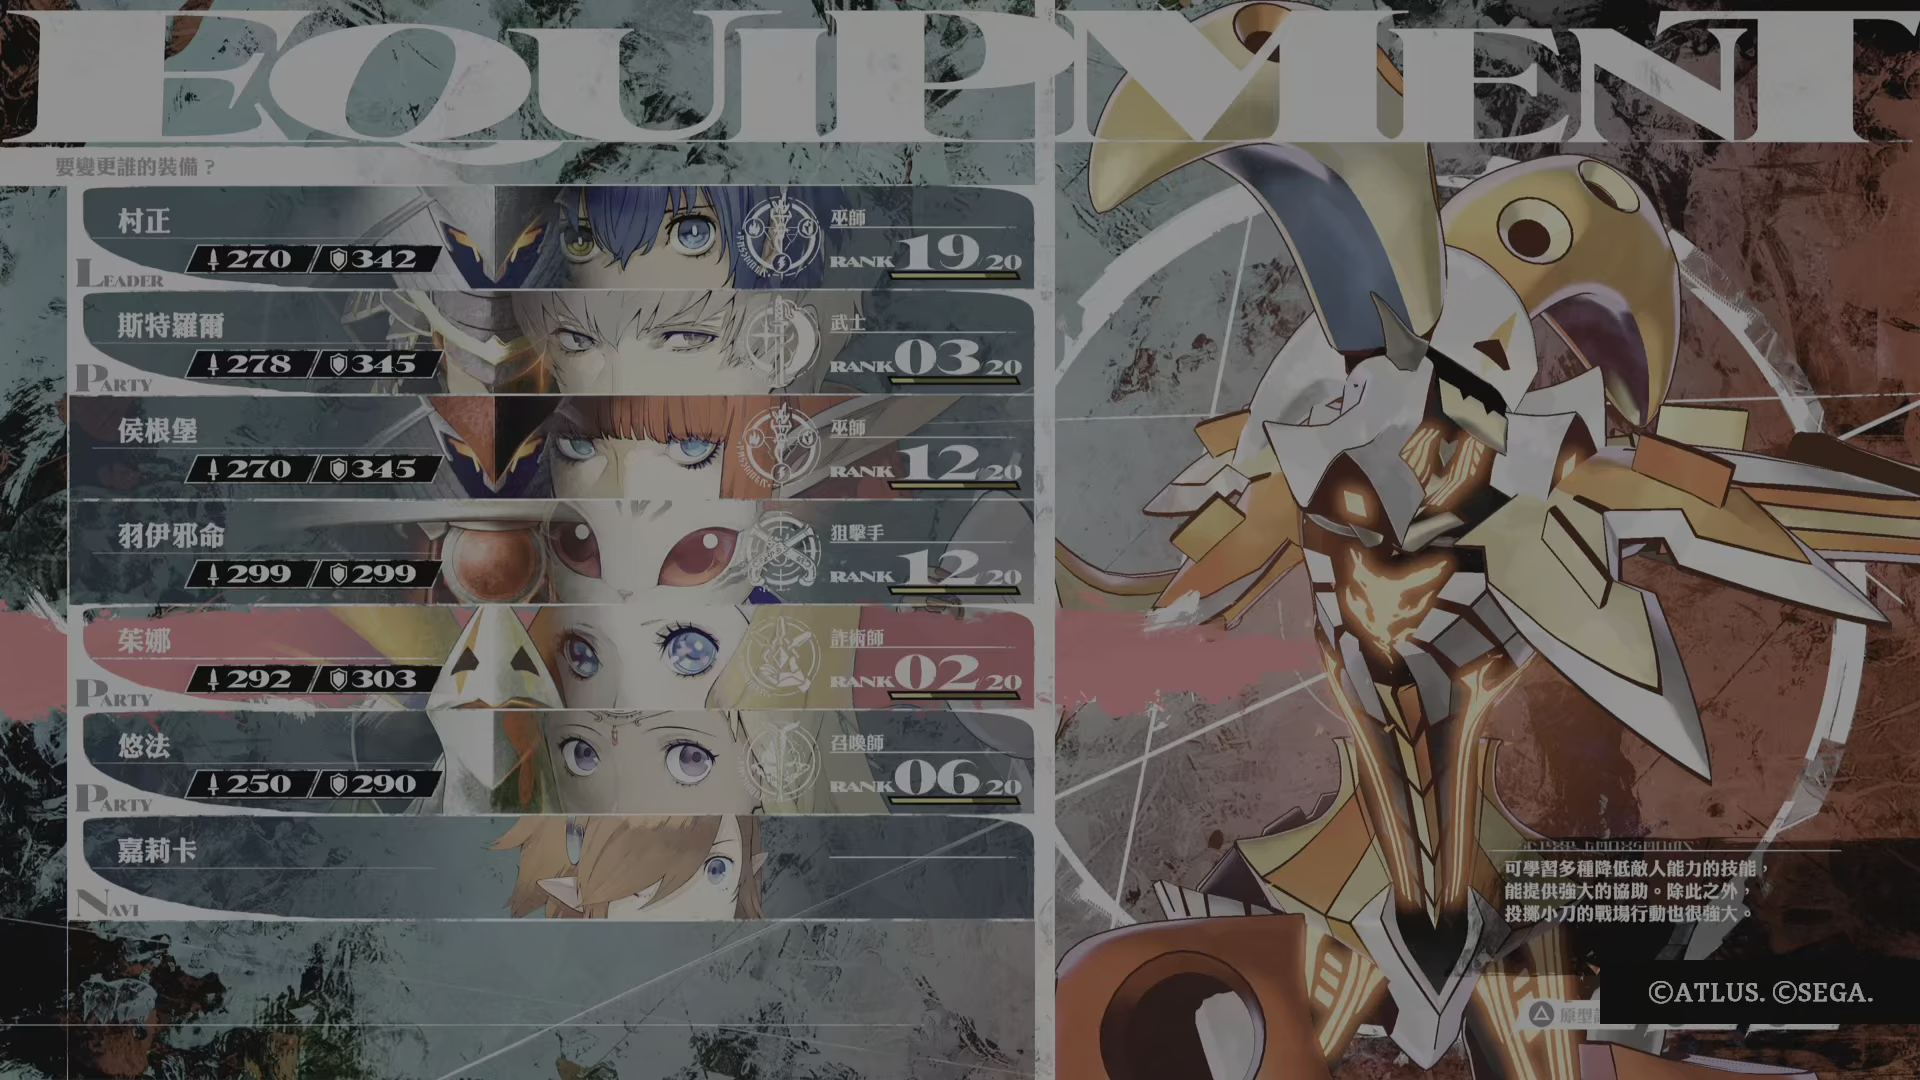 EQUIPMENT
要變更誰的裝備？
村正
270 342
LEADER
巫師
RANK 19 20
斯特羅爾
278 345
PARTY
武士
RANK 03 20
侯根堡
270 345
巫師
RANK 12 20
羽伊邪命
299 299
狙擊手
RANK 12 20
茱娜
292 303
PARTY
詐術師
RANK 02 20
悠法
250 290
PARTY
召喚師
RANK 06 20
嘉莉卡
NAVI
可學習多種降低敵人能力的技能，
能提供強大的協助。除此之外，
投擲小刀的戰場行動也很強大。
原型
©ATLUS. ©SEGA.